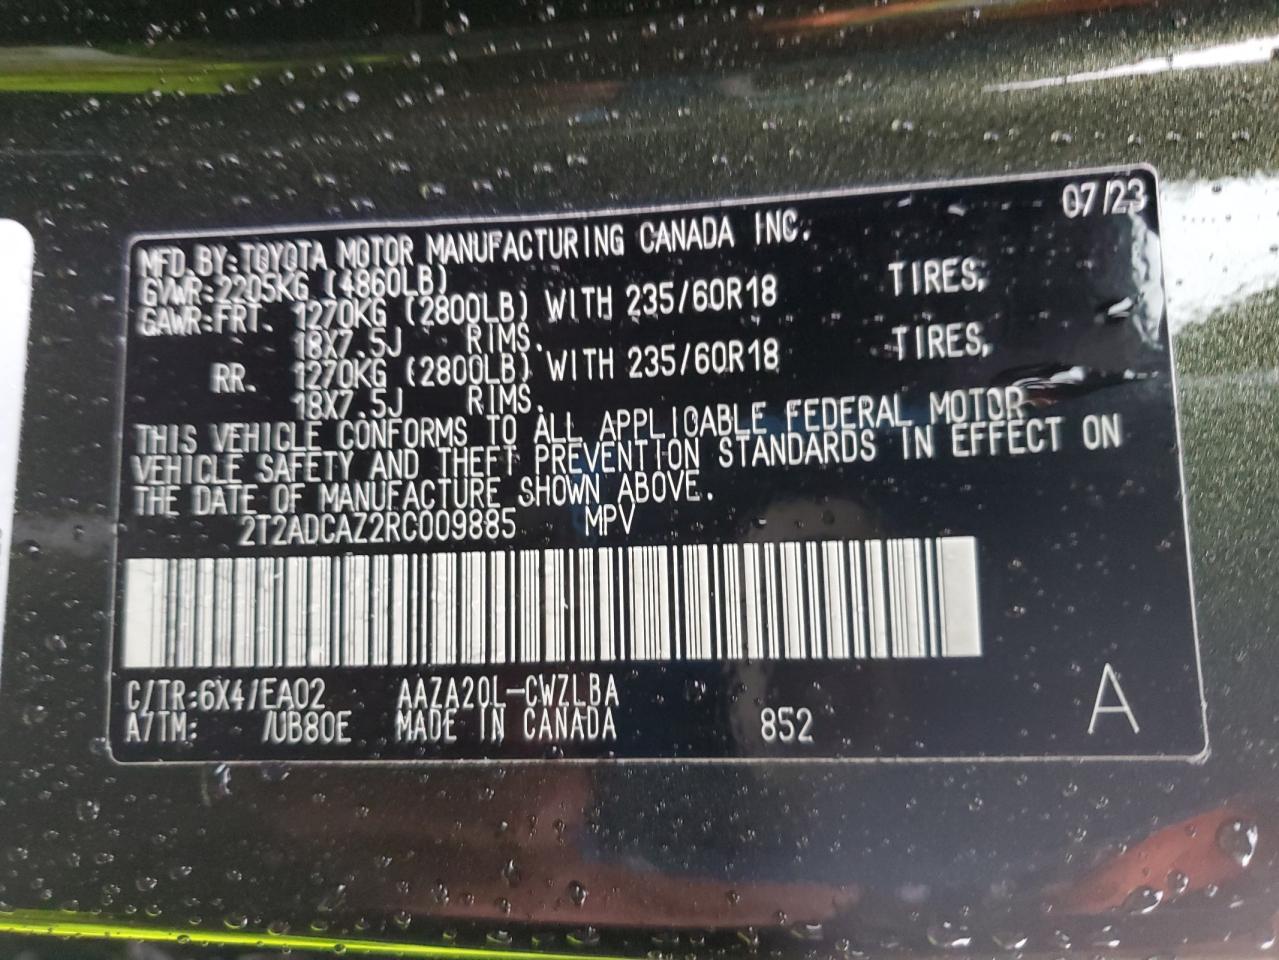 07/23
MFD.BY:TOYOTA MOTOR MANUFACTURING CANADA INC.
GVWR:2205KG (4860LB)
GAWR:FRT. 1270KG (2800LB) WITH 235/60R18 TIRES,
18X7.5J RIMS.
RR. 1270KG (2800LB) WITH 235/60R18 TIRES,
18X7.5J RIMS.
THIS VEHICLE CONFORMS TO ALL APPLICABLE FEDERAL MOTOR
VEHICLE SAFETY AND THEFT PREVENTION STANDARDS IN EFFECT ON
THE DATE OF MANUFACTURE SHOWN ABOVE.
2T2ADCAZ2RC009885 MPV
C/TR:6X4/EA02 AAZA20L-CWZLBA
A/TM: /UB80E MADE IN CANADA 852 A